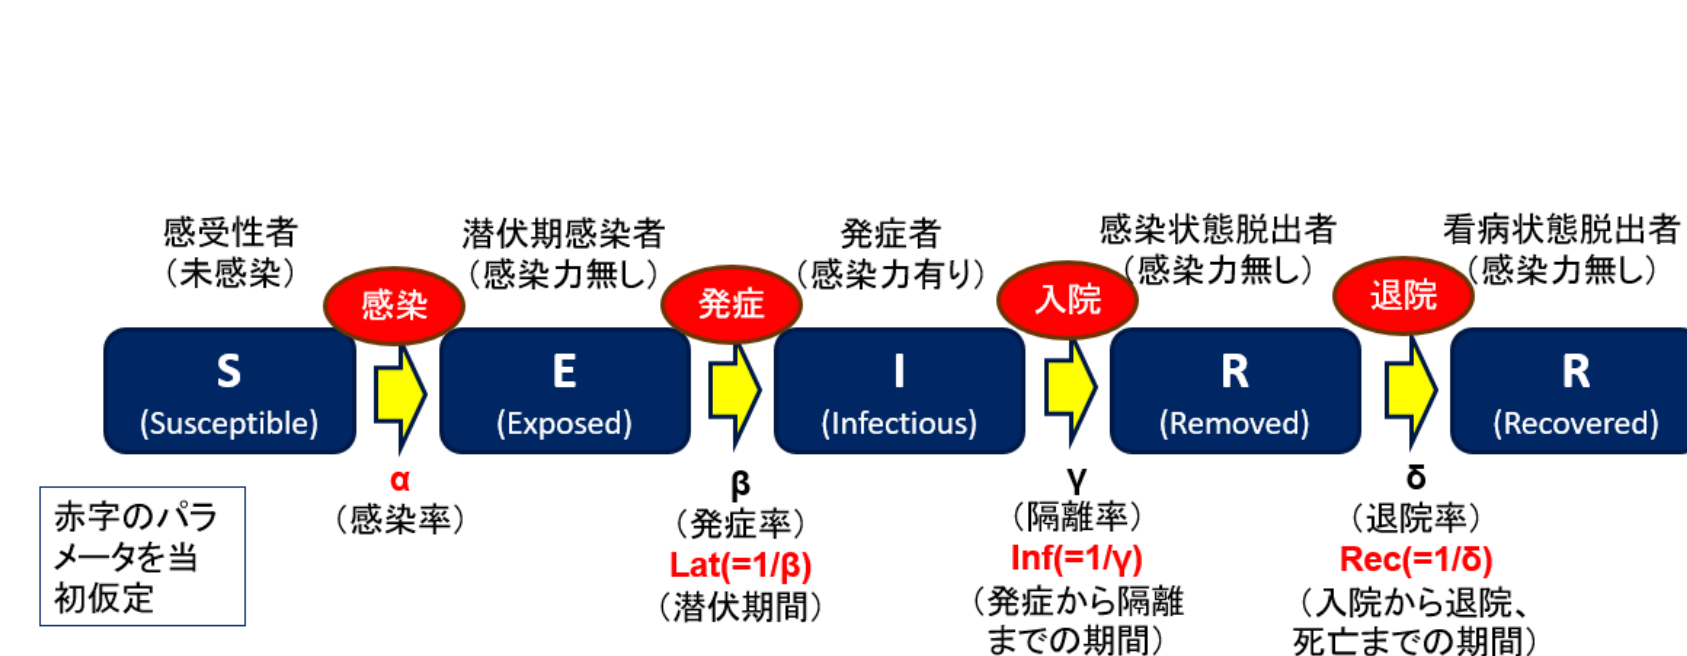 感受性者
（未感染）
潜伏期感染者
（感染力無し）
発症者
（感染力有り）
感染状態脱出者
（感染力無し）
看病状態脱出者
（感染力無し）
感染
発症
入院
退院
S
(Susceptible)
E
(Exposed)
I
(Infectious)
R
(Removed)
R
(Recovered)
α
（感染率）
β
（発症率）
Lat(=1/β)
（潜伏期間）
γ
（隔離率）
Inf(=1/γ)
（発症から隔離
までの期間）
δ
（退院率）
Rec(=1/δ)
（入院から退院、
死亡までの期間）
赤字のパラ
メータを当
初仮定